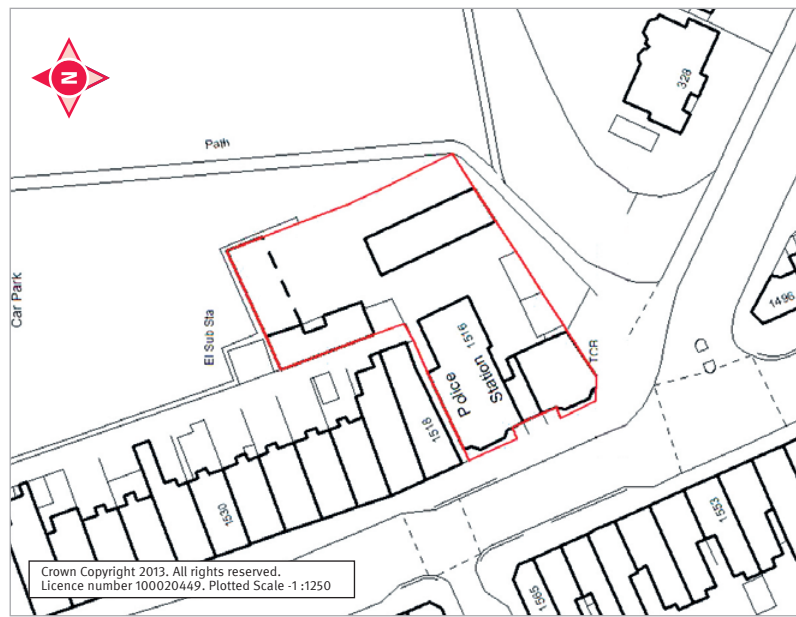 N
328
Path
Car Park
El Sub Sta
1496
TCB
Police
Station 1516
1518
1530
1553
1565
Crown Copyright 2013. All rights reserved.
Licence number 100020449. Plotted Scale -1 :1250